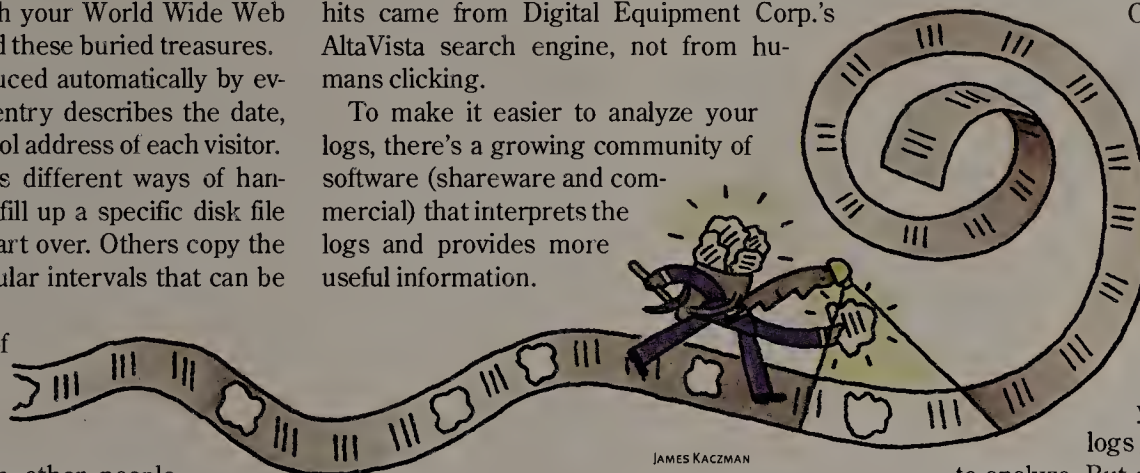 h your World Wide Web
d these buried treasures.
uced automatically by ev-
entry describes the date,
ol address of each visitor.
s different ways of han-
fill up a specific disk file
art over. Others copy the
ular intervals that can be
f
other people
hits came from Digital Equipment Corp.'s
AltaVista search engine, not from hu-
mans clicking.
To make it easier to analyze your
logs, there's a growing community of
software (shareware and com-
mercial) that interprets the
logs and provides more
useful information.
JAMES KACZMAN
logs